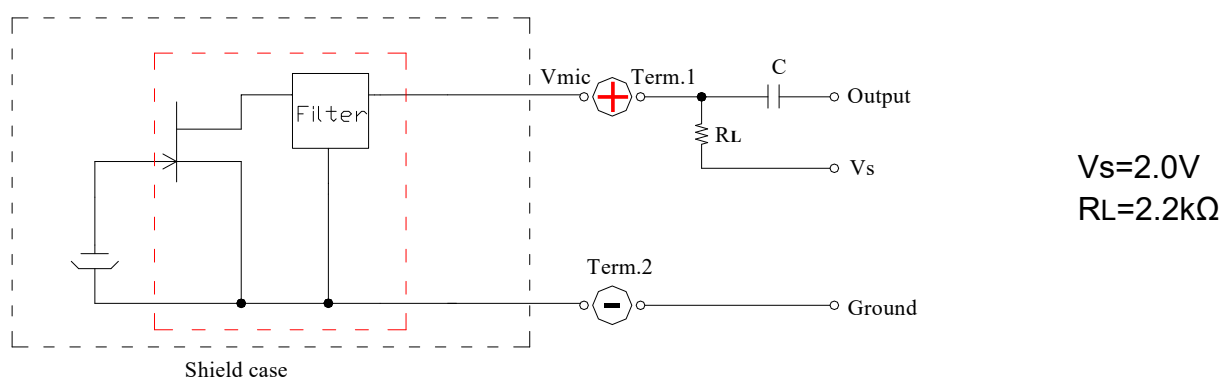 Vmic
Term.1
C
Output
Filter
RL
Vs
Vs=2.0V
RL=2.2kΩ
Term.2
Ground
Shield case